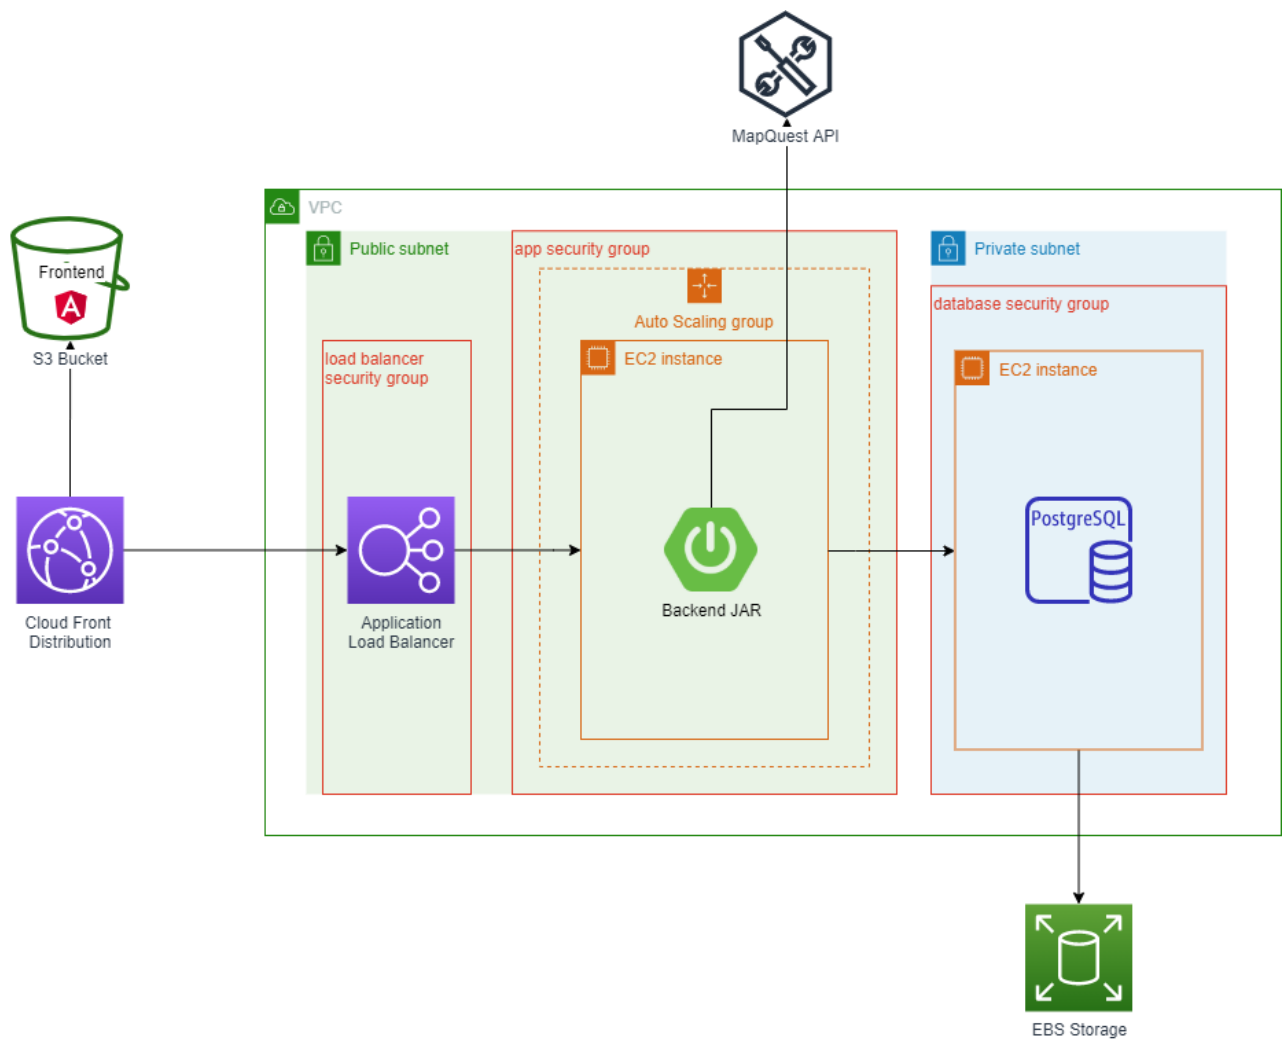 MapQuest API
VPC
Public subnet
app security group
Private subnet
Frontend
A
S3 Bucket
Auto Scaling group
database security group
load balancer
security group
EC2 instance
EC2 instance
PostgreSQL
Cloud Front
Distribution
Application
Load Balancer
Backend JAR
EBS Storage